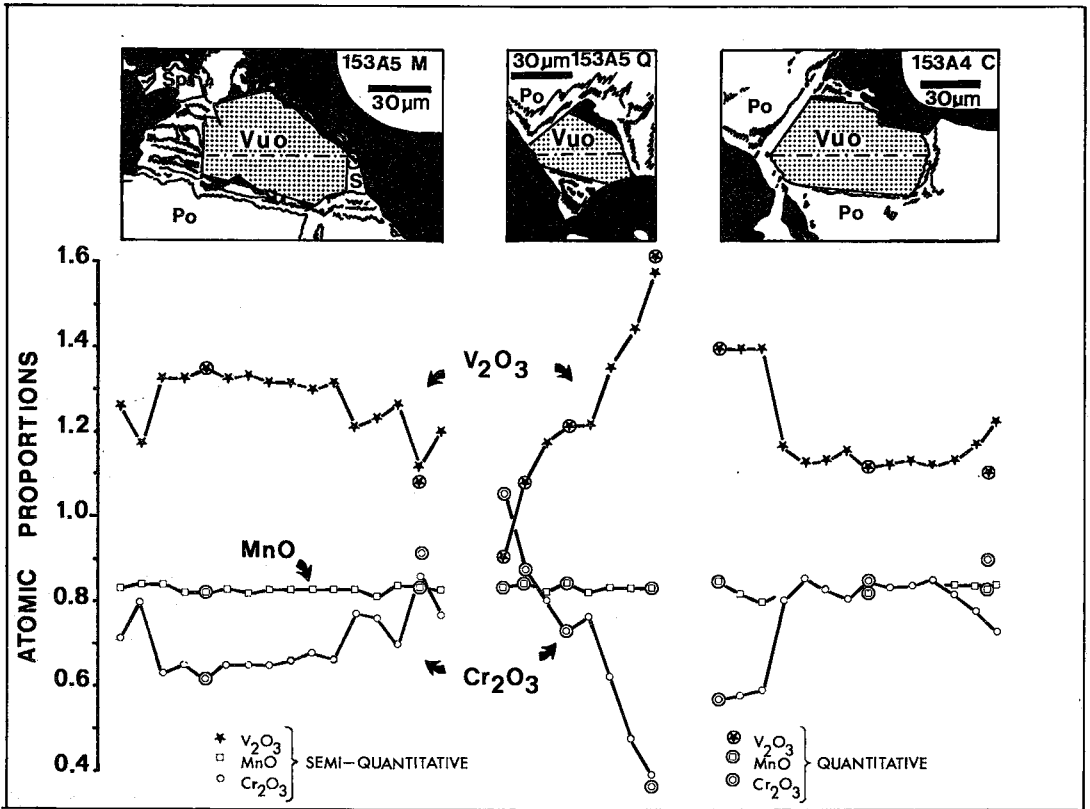 153A5 M
30µm
Sp
Vuo
S
Po
30µm 153A5 Q
Po
Vuo
153A4 C
30µm
Po
Vuo
Po
ATOMIC PROPORTIONS
1.6
1.4
1.2
1.0
0.8
0.6
0.4
V₂O₃
MnO
Cr₂O₃
V₂O₃
MnO
Cr₂O₃
SEMI-QUANTITATIVE
V₂O₃
MnO
Cr₂O₃
QUANTITATIVE